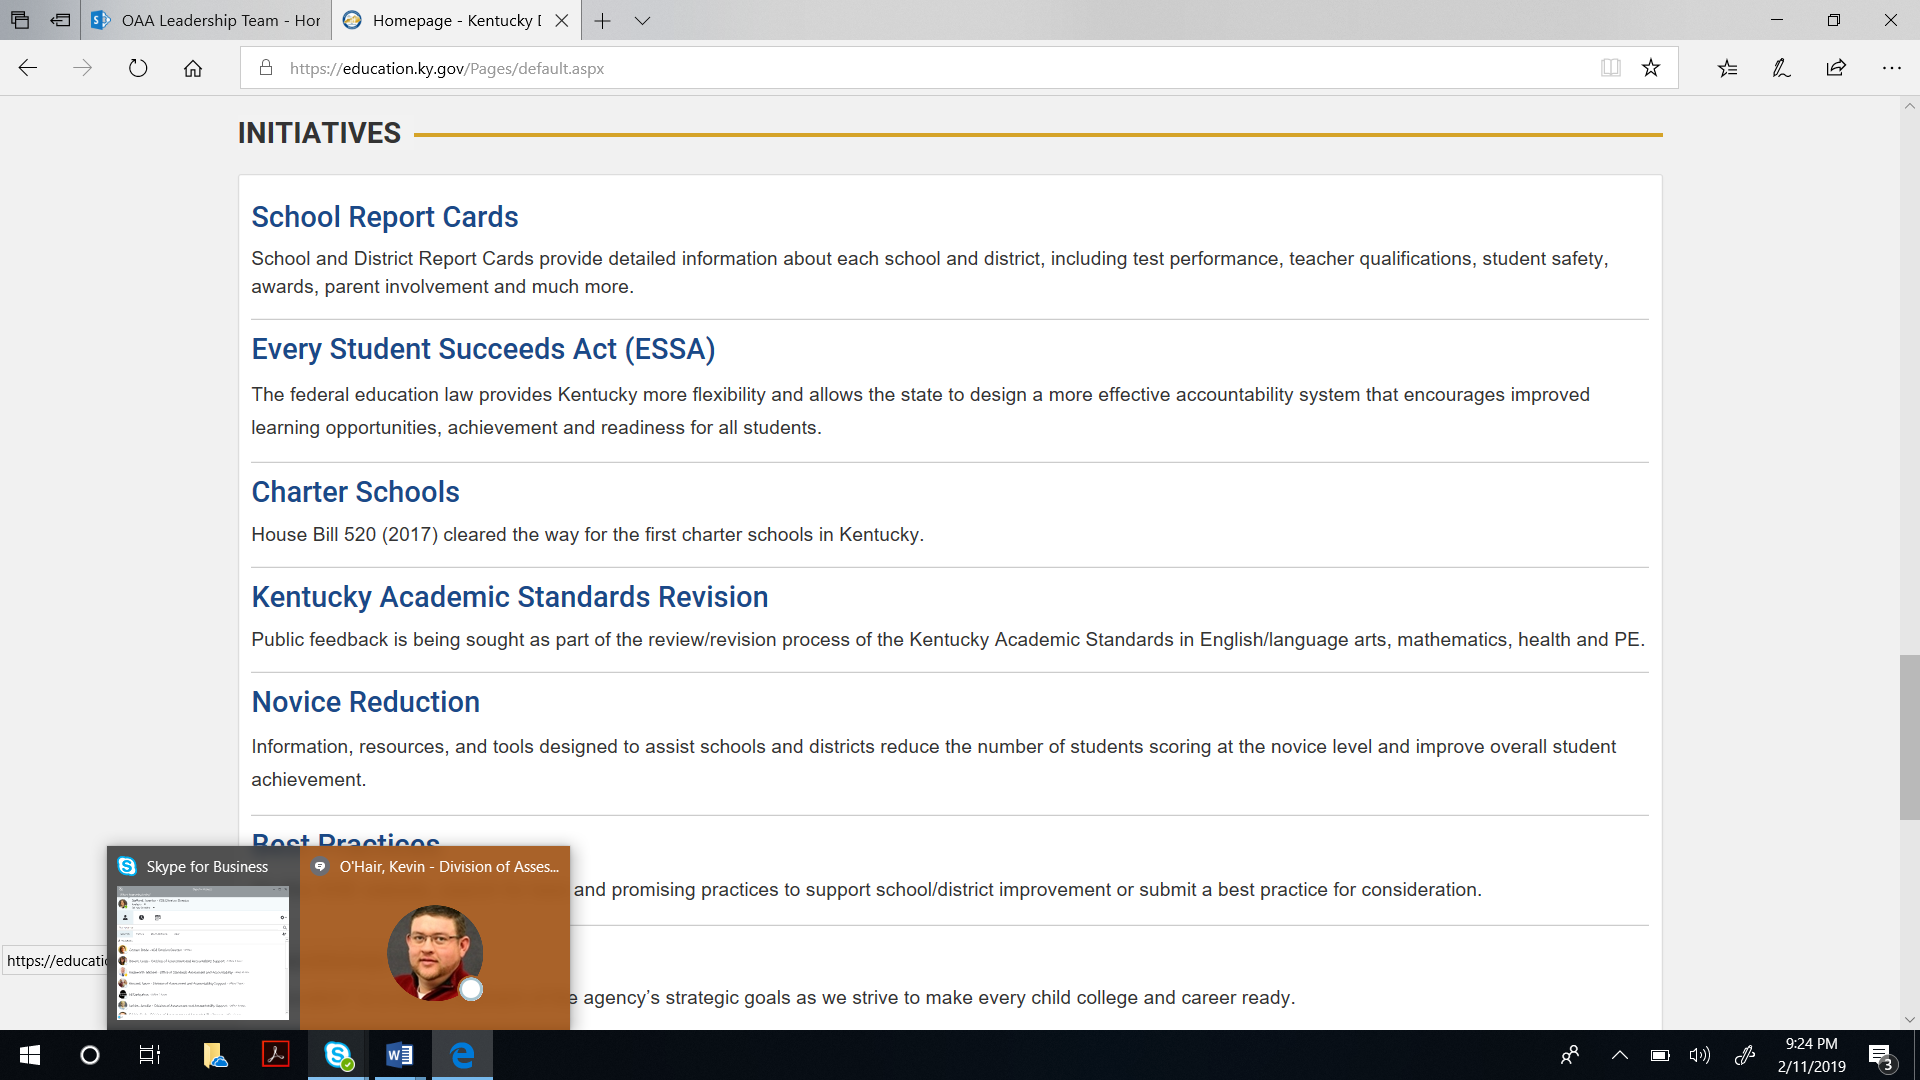 OAA Leadership Team - Hor
Homepage - Kentucky D
https://education.ky.gov/Pages/default.aspx
INITIATIVES
School Report Cards
School and District Report Cards provide detailed information about each school and district, including test performance, teacher qualifications, student safety,
awards, parent involvement and much more.
Every Student Succeeds Act (ESSA)
The federal education law provides Kentucky more flexibility and allows the state to design a more effective accountability system that encourages improved
learning opportunities, achievement and readiness for all students.
Charter Schools
House Bill 520 (2017) cleared the way for the first charter schools in Kentucky.
Kentucky Academic Standards Revision
Public feedback is being sought as part of the review/revision process of the Kentucky Academic Standards in English/language arts, mathematics, health and PE.
Novice Reduction
Information, resources, and tools designed to assist schools and districts reduce the number of students scoring at the novice level and improve overall student
achievement.
Best Practices
and promising practices to support school/district improvement or submit a best practice for consideration.
e agency's strategic goals as we strive to make every child college and career ready.
Skype for Business
O'Hair, Kevin - Division of Asses...
https://educatic
9:24 PM
2/11/2019
3